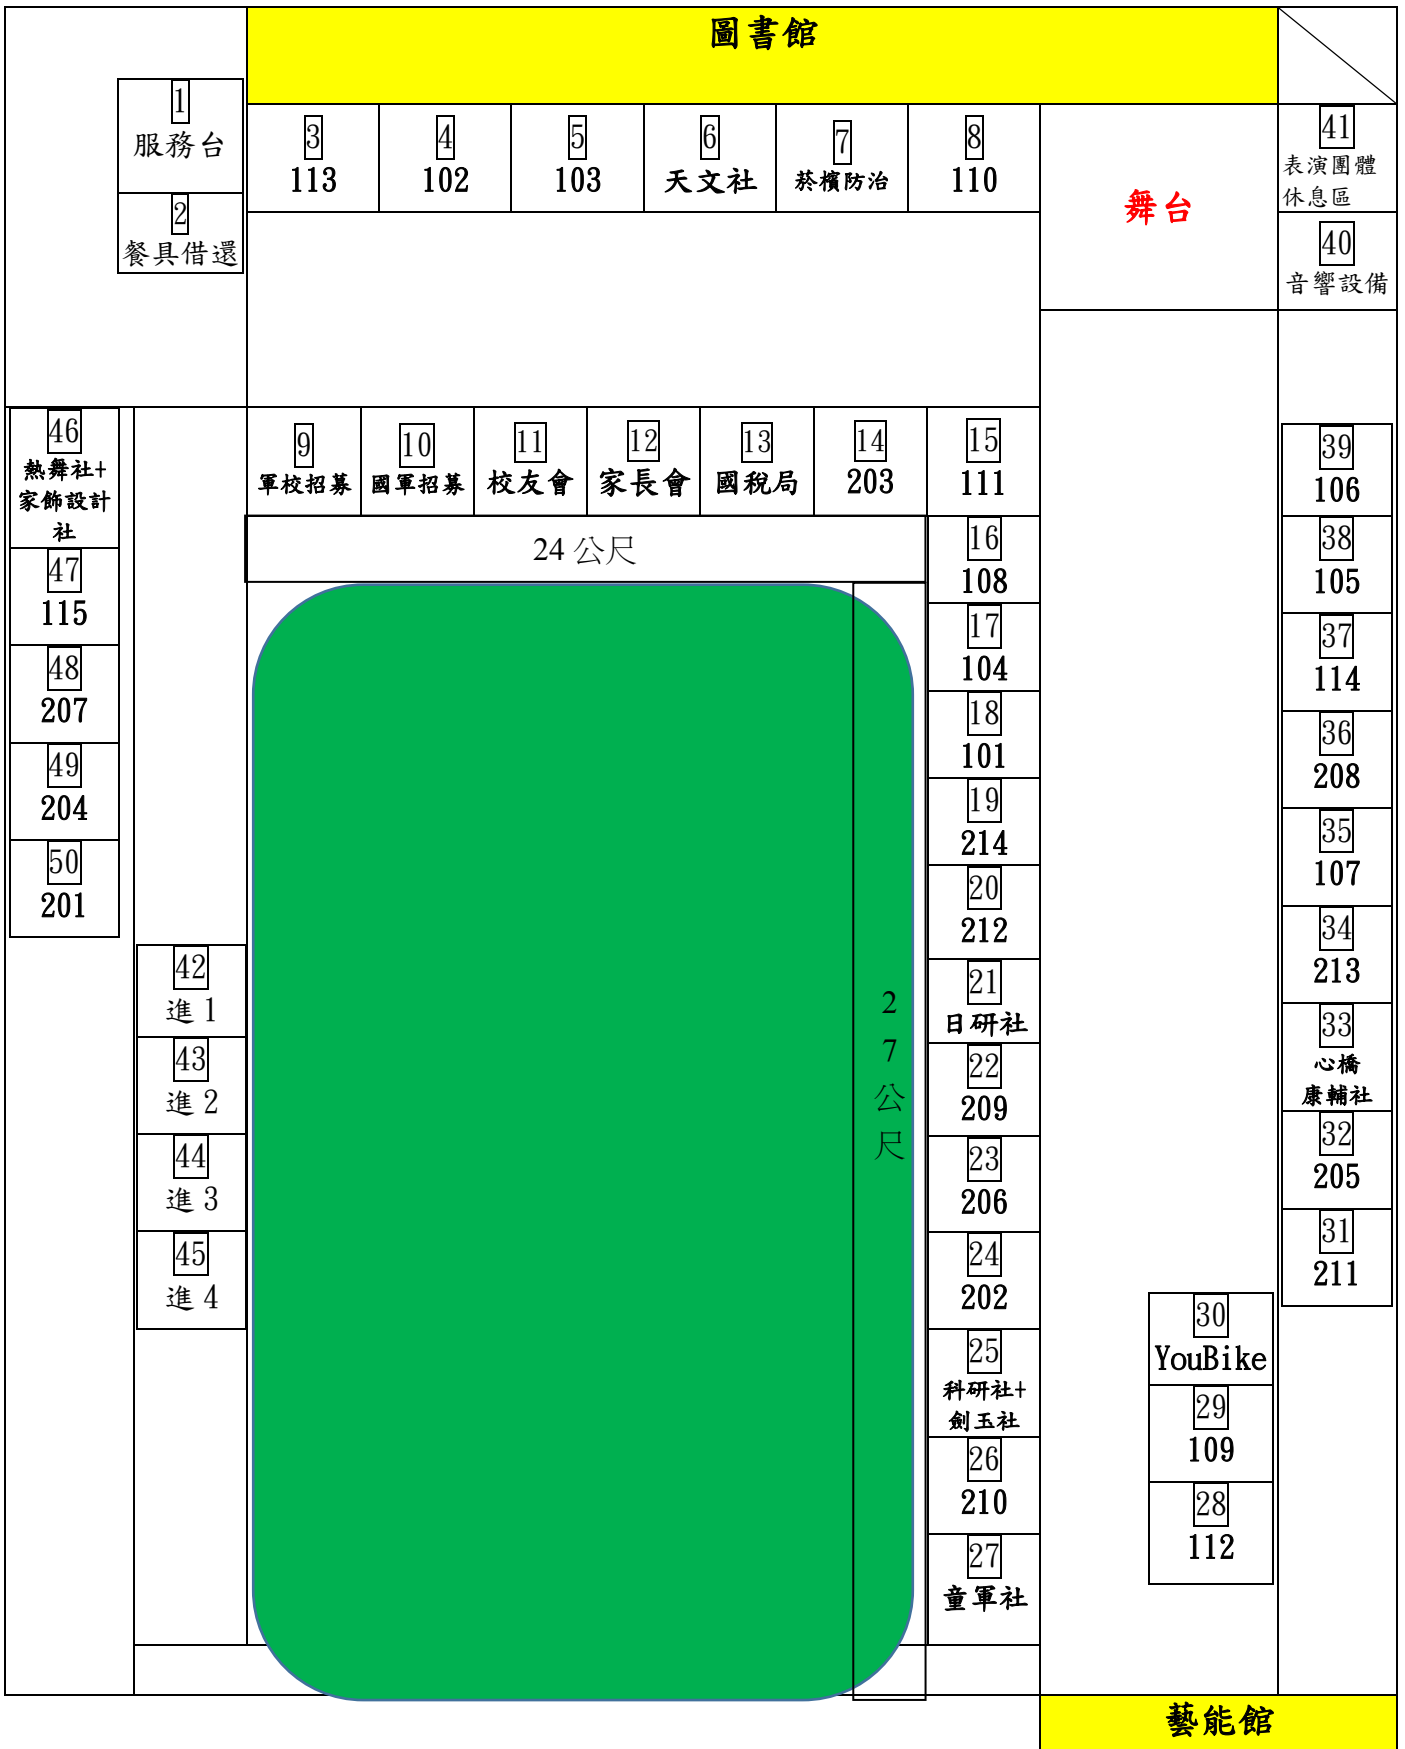 圖書館
1
服務台
2
餐具借還
3
113
4
102
5
103
6
天文社
7
菸檳防治
8
110
舞台
41
表演團體
休息區
40
音響設備
46
熱舞社+
家飾設計
社
47
115
48
207
49
204
50
201
9
軍校招募
10
國軍招募
11
校友會
12
家長會
13
國稅局
14
203
15
111
24 公尺
16
108
17
104
18
101
19
214
20
212
21
日研社
22
209
23
206
24
202
25
科研社+
劍玉社
26
210
27
童軍社
2
7
公
尺
42
進 1
43
進 2
44
進 3
45
進 4
39
106
38
105
37
114
36
208
35
107
34
213
33
心橋
康輔社
32
205
31
211
30
YouBike
29
109
28
112
藝能館